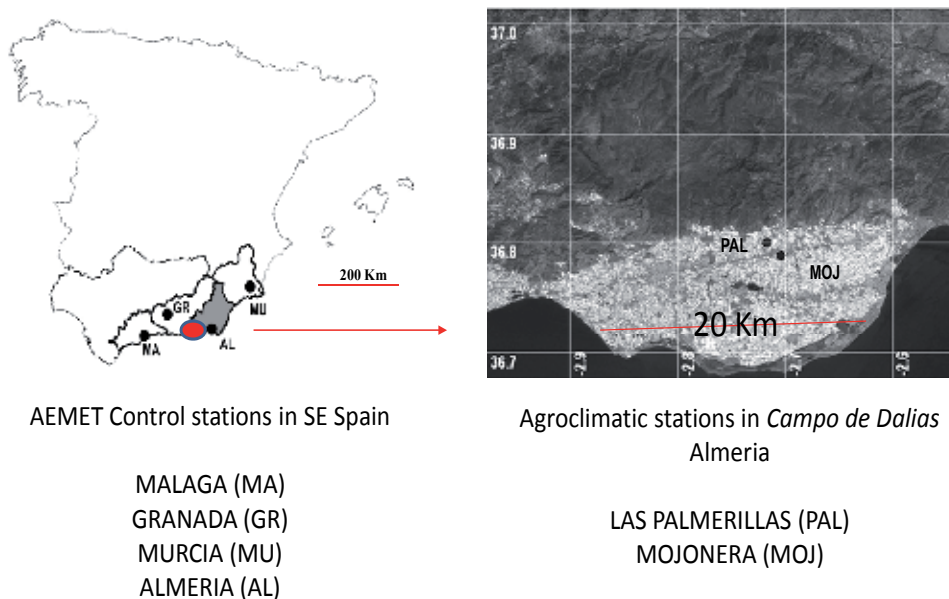 200 Km
GR
MU
AL
MA
37.0
36.9
36.8
36.7
PAL
MOJ
20 Km
-2.9
-2.8
-2.7
-2.6
AEMET Control stations in SE Spain
MALAGA (MA)
GRANADA (GR)
MURCIA (MU)
ALMERIA (AL)
Agroclimatic stations in Campo de Dalias
Almeria
LAS PALMERILLAS (PAL)
MOJONERA (MOJ)